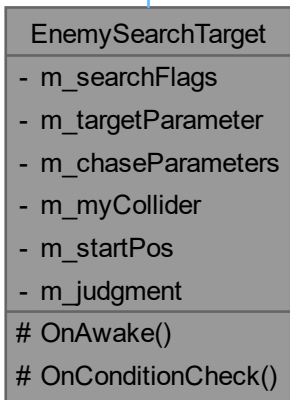 EnemySearchTarget
- m_searchFlags
- m_targetParameter
- m_chaseParameters
- m_myCollider
- m_startPos
- m_judgment
# OnAwake()
# OnConditionCheck()